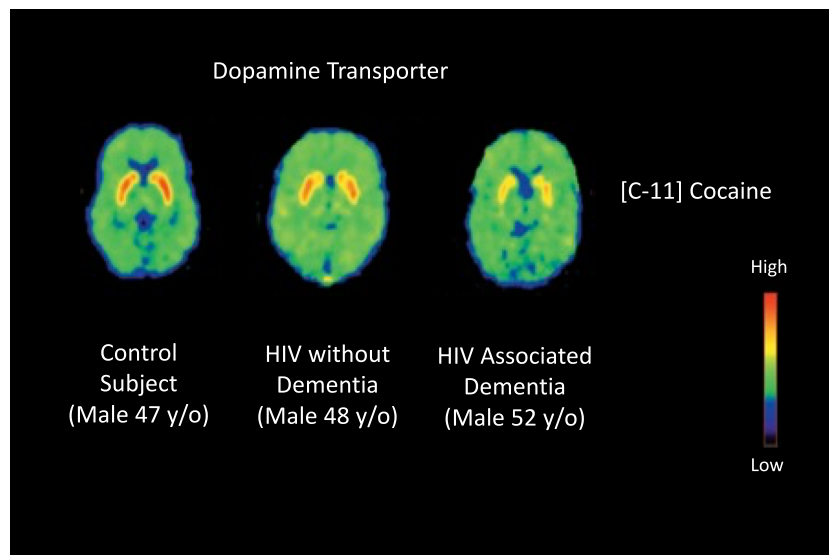 Dopamine Transporter
[C-11] Cocaine
High
Low
Control
Subject
(Male 47 y/o)
HIV without
Dementia
(Male 48 y/o)
HIV Associated
Dementia
(Male 52 y/o)